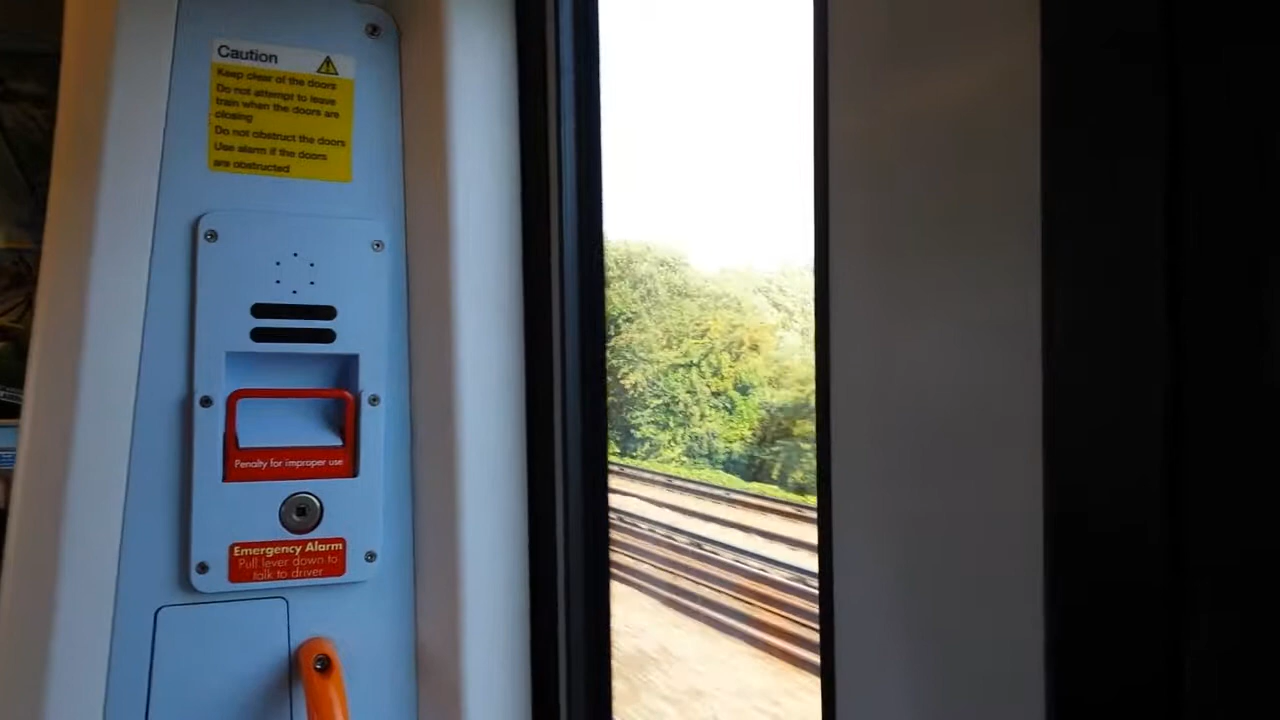 Caution
Keep clear of the doors
Do not attempt to leave
train when the doors are
closing
Do not obstruct the doors
Use alarm if the doors
are obstructed
Penalty for improper use
Emergency Alarm
Pull lever down to
talk to driver